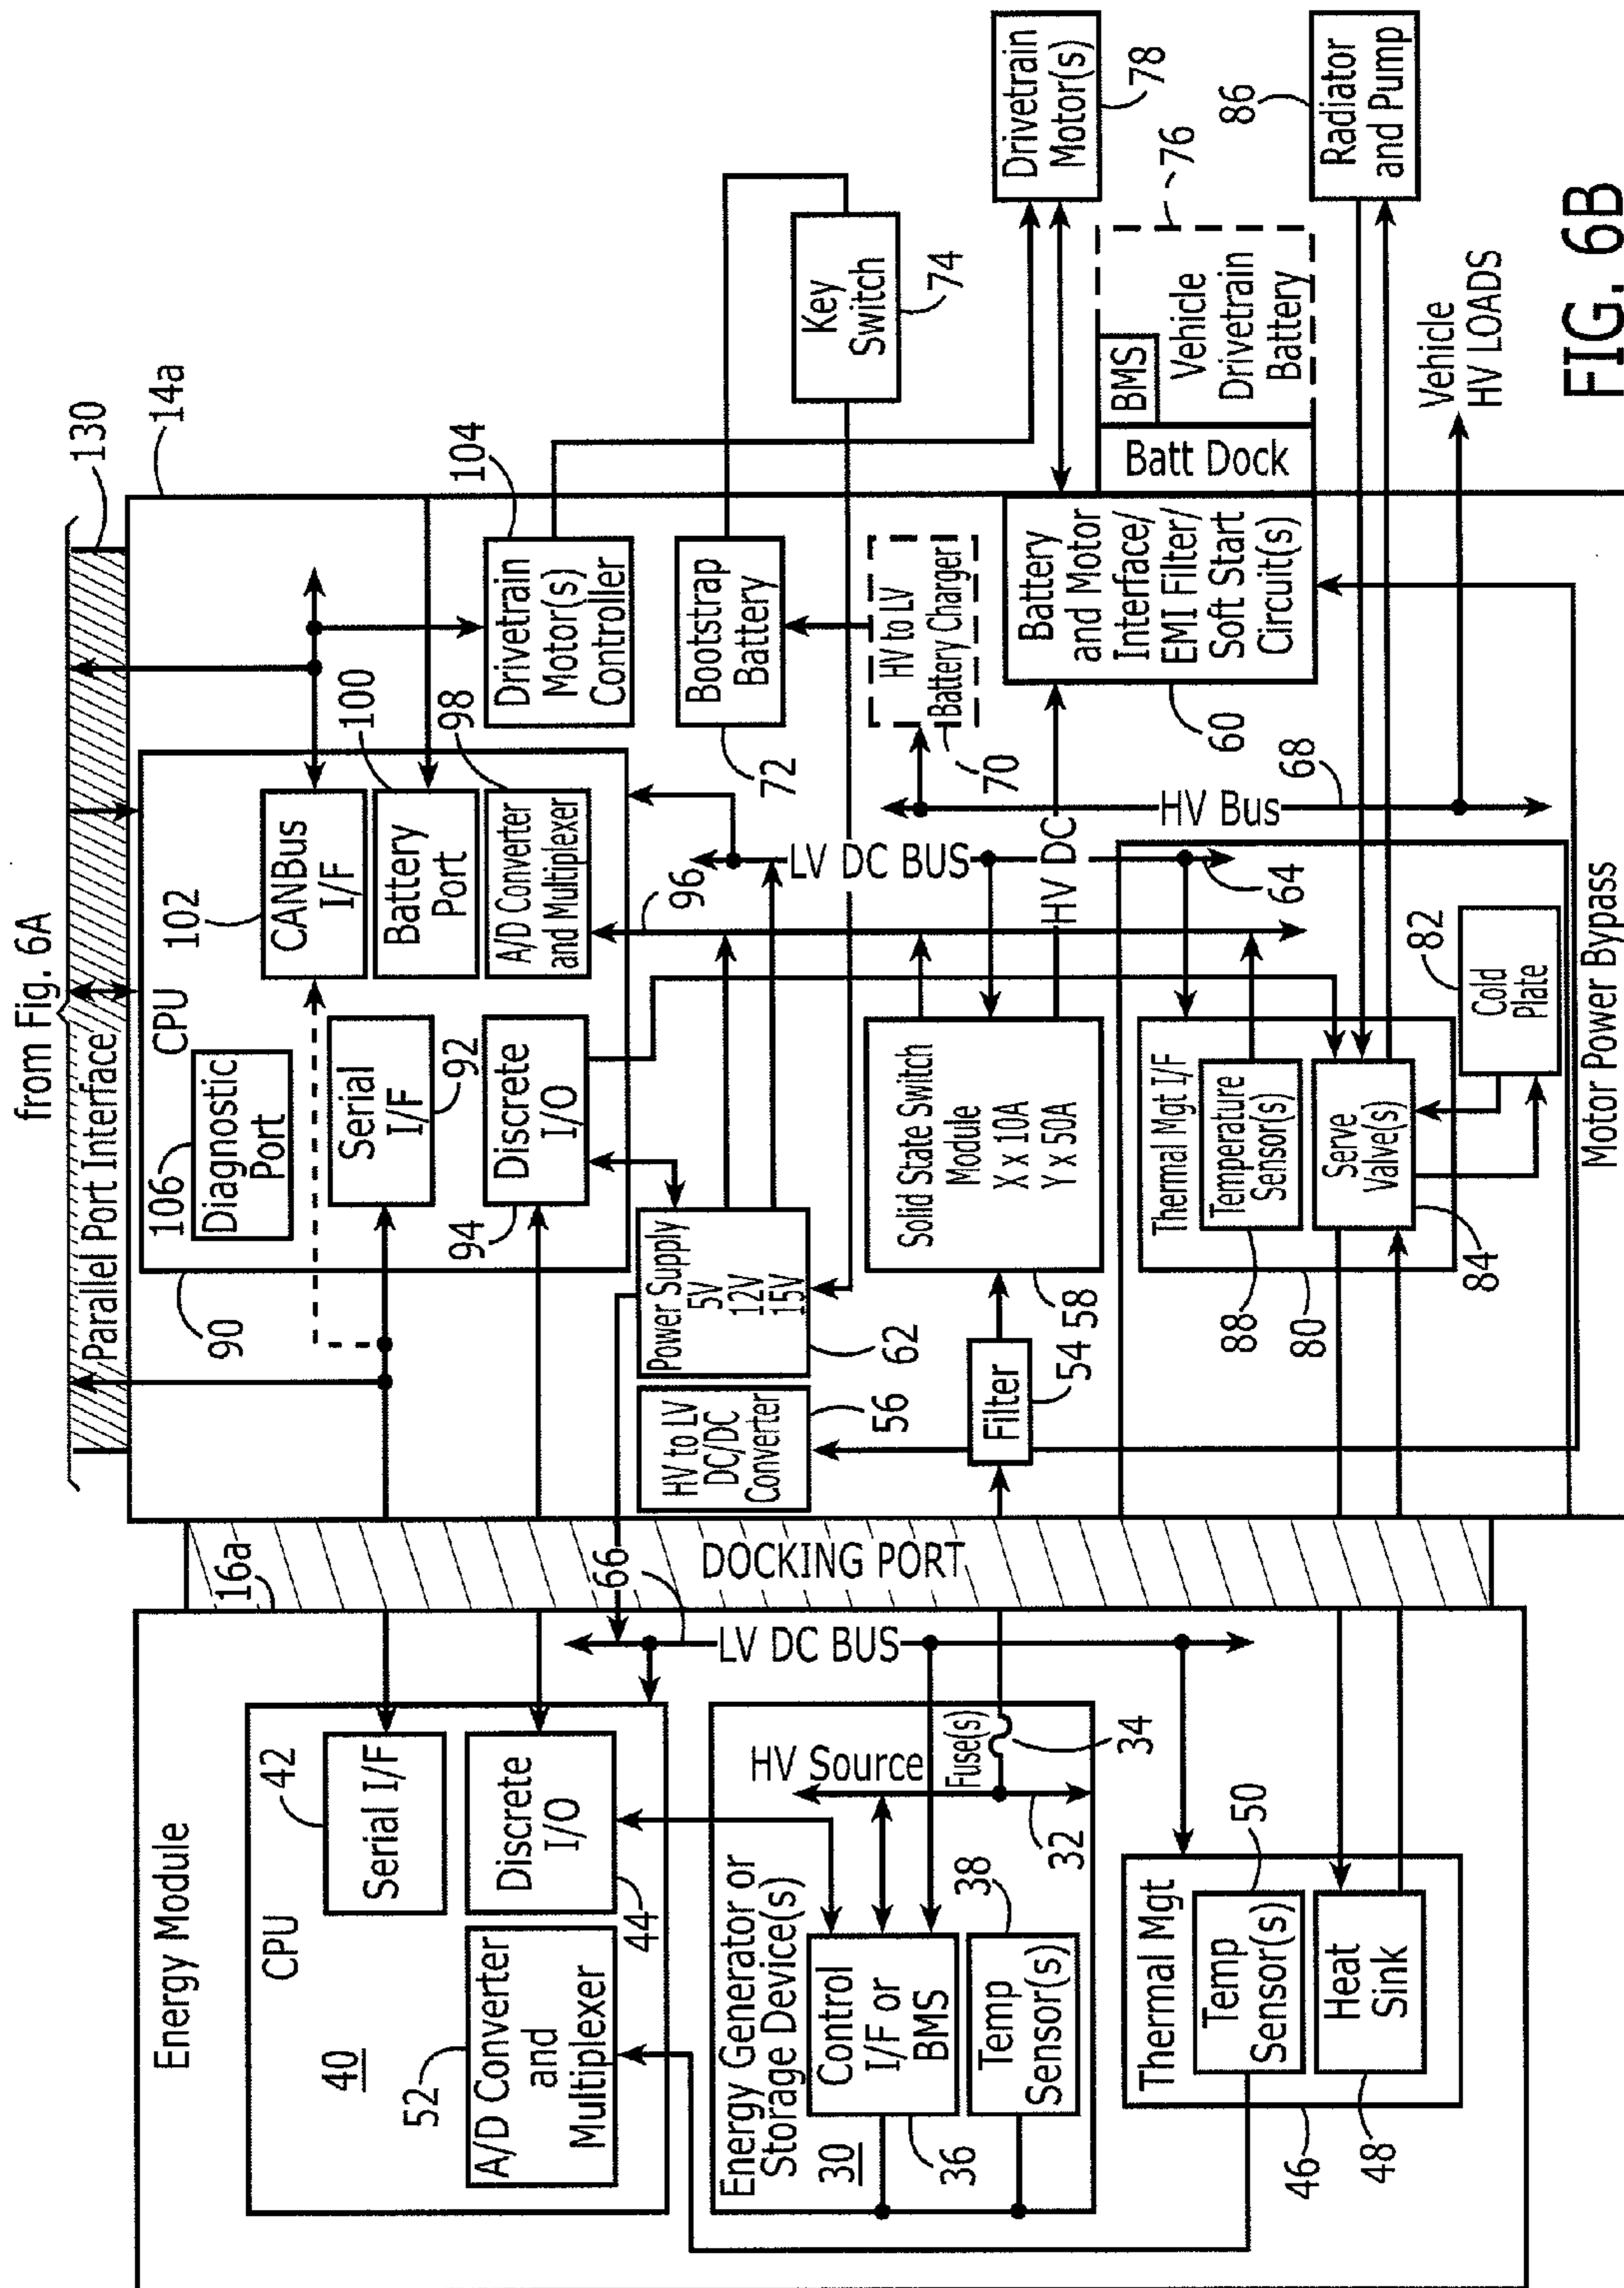 from Fig. 6A
Parallel Port Interface
130
14a
16a
Energy Module
CPU
40
42
Serial I/F
Discrete
I/O
44
52
A/D Converter
and
Multiplexer
66
LV DC BUS
Energy Generator or
Storage Device(s)
30
HV Source
Fuse(s)
34
32
Control
I/F or
BMS
36
38
Temp
Sensor(s)
Thermal Mgt
46
50
Temp
Sensor(s)
Heat
Sink
48
DOCKING PORT
90
CPU
106
Diagnostic
Port
Serial
I/F
92
94
Discrete
I/O
102
CANBus
I/F
Battery
Port
100
A/D Converter
and Multiplexer
98
96
104
Drivetrain
Motor(s)
Controller
HV to LV
DC/DC
Converter
56
Power Supply
5V
12V
15V
62
LV DC BUS
64
Bootstrap
Battery
72
HV to LV
Battery Charger
70
Key
Switch
74
Filter
54
Solid State Switch
Module
X x 10A
Y x 50A
58
HV DC
HV Bus
68
Battery
and Motor
Interface/
EMI Filter/
Soft Start
Circuit(s)
60
Batt Dock
BMS
Vehicle
Drivetrain
Battery
76
Drivetrain
Motor(s)
78
Thermal Mgt I/F
80
Temperature
Sensor(s)
88
Serve
Valve(s)
84
Cold
Plate
82
Radiator
and Pump
86
Vehicle
HV LOADS
Motor Power Bypass
FIG. 6B